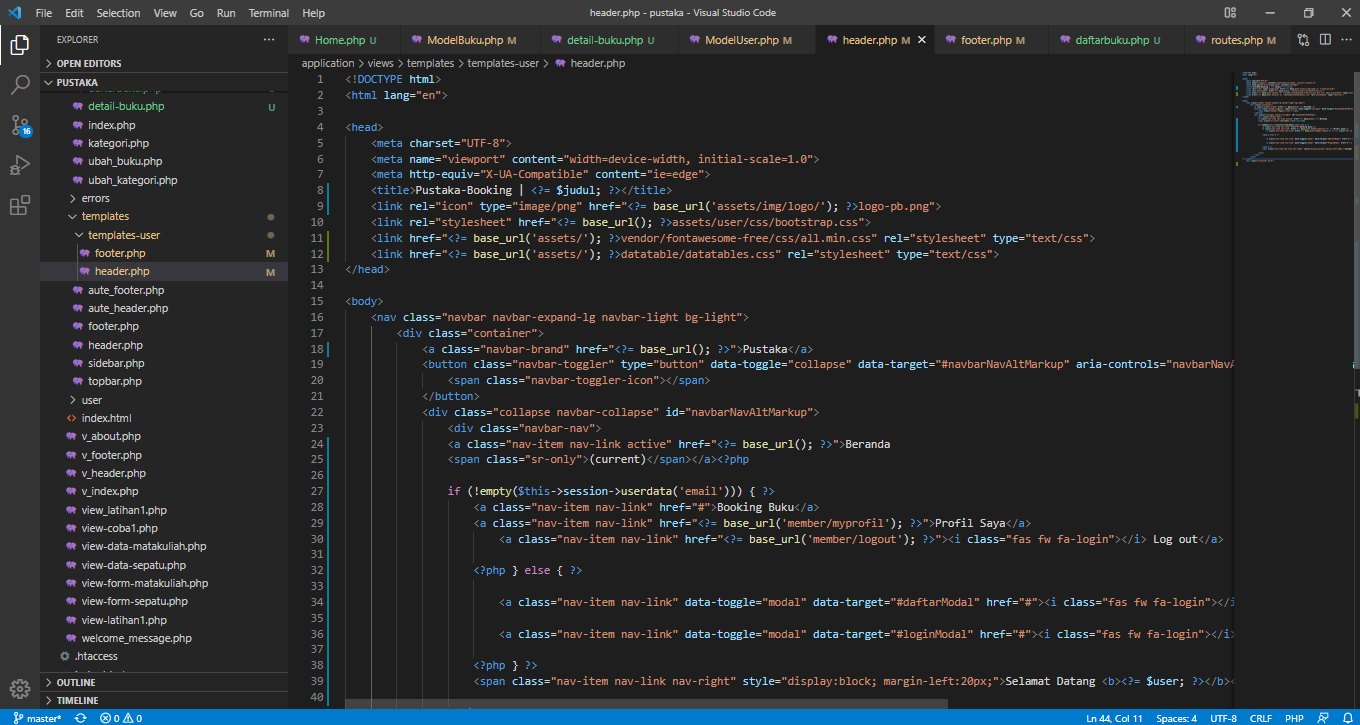 File Edit Selection View Go Run Terminal Help
header.php - pustaka - Visual Studio Code
EXPLORER
OPEN EDITORS
PUSTAKA
detail-buku.php U
index.php
kategori.php
ubah_buku.php
ubah_kategori.php
errors
templates
templates-user
footer.php M
header.php M
aute_footer.php
aute_header.php
footer.php
header.php
sidebar.php
topbar.php
user
index.html
v_about.php
v_footer.php
v_header.php
v_index.php
view_latihan1.php
view-coba1.php
view-data-matakuliah.php
view-data-sepatu.php
view-form-matakuliah.php
view-form-sepatu.php
view-latihan1.php
welcome_message.php
.htaccess
OUTLINE
TIMELINE
16
Home.php U
ModelBuku.php M
detail-buku.php U
ModelUser.php M
header.php M
footer.php M
daftarbuku.php U
routes.php M
application > views > templates > templates-user > header.php
1 <!DOCTYPE html>
2 <html lang="en">
3
4 <head>
5 <meta charset="UTF-8">
6 <meta name="viewport" content="width=device-width, initial-scale=1.0">
7 <meta http-equiv="X-UA-Compatible" content="ie=edge">
8 <title>Pustaka-Booking | <?= $judul; ?></title>
9 <link rel="icon" type="image/png" href="<?= base_url('assets/img/logo/'); ?>logo-pb.png">
10 <link rel="stylesheet" href="<?= base_url(); ?>assets/user/css/bootstrap.css">
11 <link href="<?= base_url('assets/'); ?>vendor/fontawesome-free/css/all.min.css" rel="stylesheet" type="text/css">
12 <link href="<?= base_url('assets/'); ?>datatable/datatables.css" rel="stylesheet" type="text/css">
13 </head>
14
15 <body>
16 <nav class="navbar navbar-expand-lg navbar-light bg-light">
17 <div class="container">
18 <a class="navbar-brand" href="<?= base_url(); ?>">Pustaka</a>
19 <button class="navbar-toggler" type="button" data-toggle="collapse" data-target="#navbarNavAltMarkup" aria-controls="navbarNavA
20 <span class="navbar-toggler-icon"></span>
21 </button>
22 <div class="collapse navbar-collapse" id="navbarNavAltMarkup">
23 <div class="navbar-nav">
24 <a class="nav-item nav-link active" href="<?= base_url(); ?>">Beranda
25 <span class="sr-only">(current)</span></a><?php
26
27 if (!empty($this->session->userdata('email'))) { ?>
28 <a class="nav-item nav-link" href="#">Booking Buku</a>
29 <a class="nav-item nav-link" href="<?= base_url('member/myprofil'); ?>">Profil Saya</a>
30 <a class="nav-item nav-link" href="<?= base_url('member/logout'); ?>"><i class="fas fw fa-login"></i> Log out</a>
31
32 <?php } else { ?>
33
34 <a class="nav-item nav-link" data-toggle="modal" data-target="#daftarModal" href="#"><i class="fas fw fa-login"></i
35
36 <a class="nav-item nav-link" data-toggle="modal" data-target="#loginModal" href="#"><i class="fas fw fa-login"></i>
37
38 <?php } ?>
39 <span class="nav-item nav-link nav-right" style="display:block; margin-left:20px;">Selamat Datang <b><?= $user; ?></b><
40
master*
0 0
Ln 44, Col 11
Spaces: 4
UTF-8
CRLF
PHP